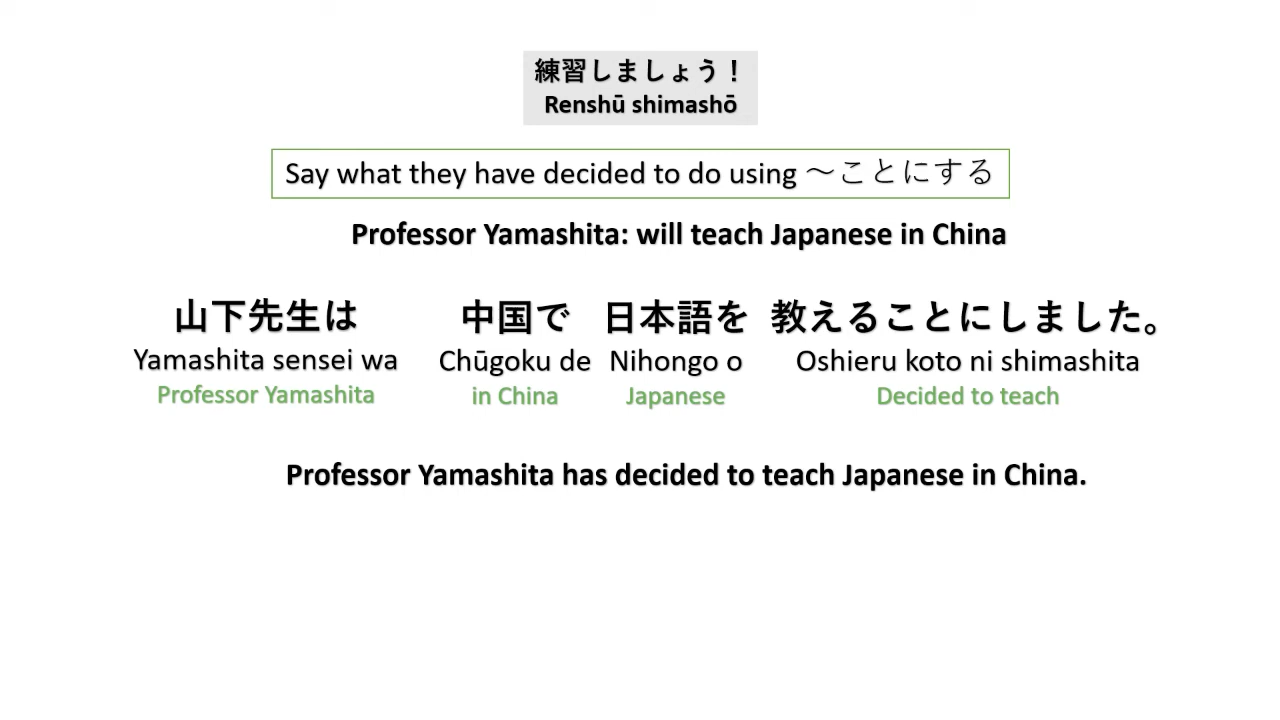 練習しましょう！
Renshū shimashō
Say what they have decided to do using ～ことにする
Professor Yamashita: will teach Japanese in China
山下先生は 中国で 日本語を 教えることにしました。
Yamashita sensei wa Chūgoku de Nihongo o Oshieru koto ni shimashita
Professor Yamashita in China Japanese Decided to teach
Professor Yamashita has decided to teach Japanese in China.